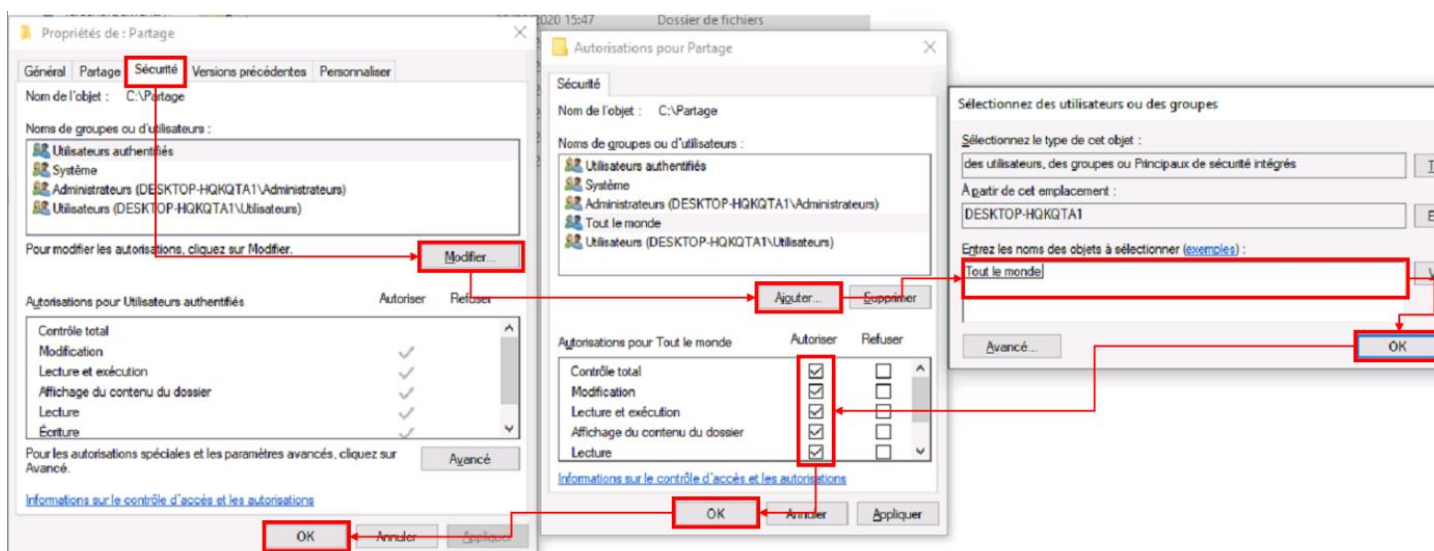 2020 15:47 Dossier de fichiers
Propriétés de : Partage
Général Partage Sécurité Versions précédentes Personnaliser
Nom de l'objet : C:\Partage
Noms de groupes ou d'utilisateurs :
Utilisateurs authentifiés
Système
Administrateurs (DESKTOP-HQKQTA1\Administrateurs)
Utilisateurs (DESKTOP-HQKQTA1\Utilisateurs)
Pour modifier les autorisations, cliquez sur Modifier.
Modifier...
Autorisations pour Utilisateurs authentifiés Autoriser Refuser
Contrôle total
Modification
Lecture et exécution
Affichage du contenu du dossier
Lecture
Écriture
Pour les autorisations spéciales et les paramètres avancés, cliquez sur
Avancé.
Avancé
Informations sur le contrôle d'accès et les autorisations
OK Annuler Appliquer
Autorisations pour Partage
Sécurité
Nom de l'objet : C:\Partage
Noms de groupes ou d'utilisateurs :
Utilisateurs authentifiés
Système
Administrateurs (DESKTOP-HQKQTA1\Administrateurs)
Tout le monde
Utilisateurs (DESKTOP-HQKQTA1\Utilisateurs)
Ajouter... Supprimer
Autorisations pour Tout le monde Autoriser Refuser
Contrôle total
Modification
Lecture et exécution
Affichage du contenu du dossier
Lecture
Informations sur le contrôle d'accès et les autorisations
OK Annuler Appliquer
Sélectionnez des utilisateurs ou des groupes
Sélectionnez le type de cet objet :
des utilisateurs, des groupes ou Principaux de sécurité intégrés
À partir de cet emplacement :
DESKTOP-HQKQTA1
Entrez les noms des objets à sélectionner (exemples) :
Tout le monde
Avancé... OK